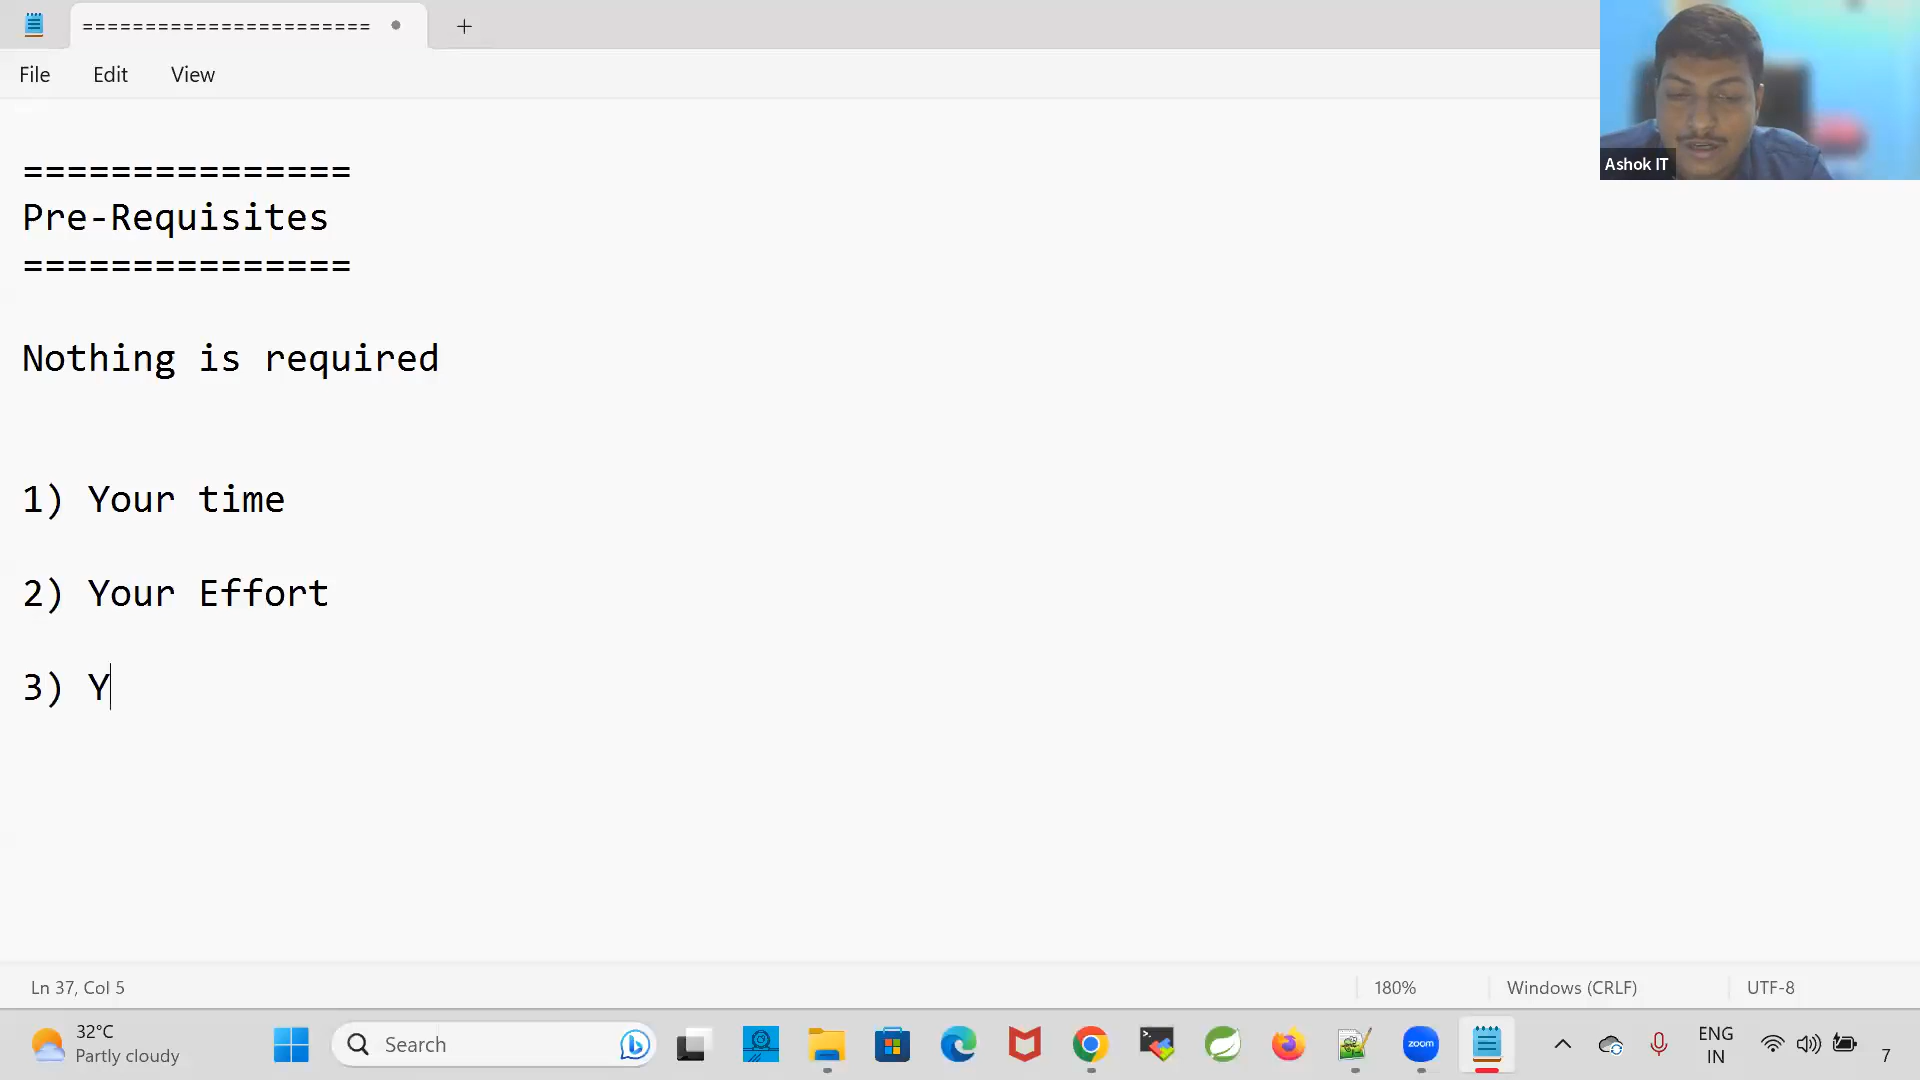 ======================= ●
File Edit View
Ashok IT
===============
Pre-Requisites
===============
Nothing is required
1) Your time
2) Your Effort
3) Y
Ln 37, Col 5 180% Windows (CRLF) UTF-8
32°C
Partly cloudy
Search
zoom
ENG
IN
7